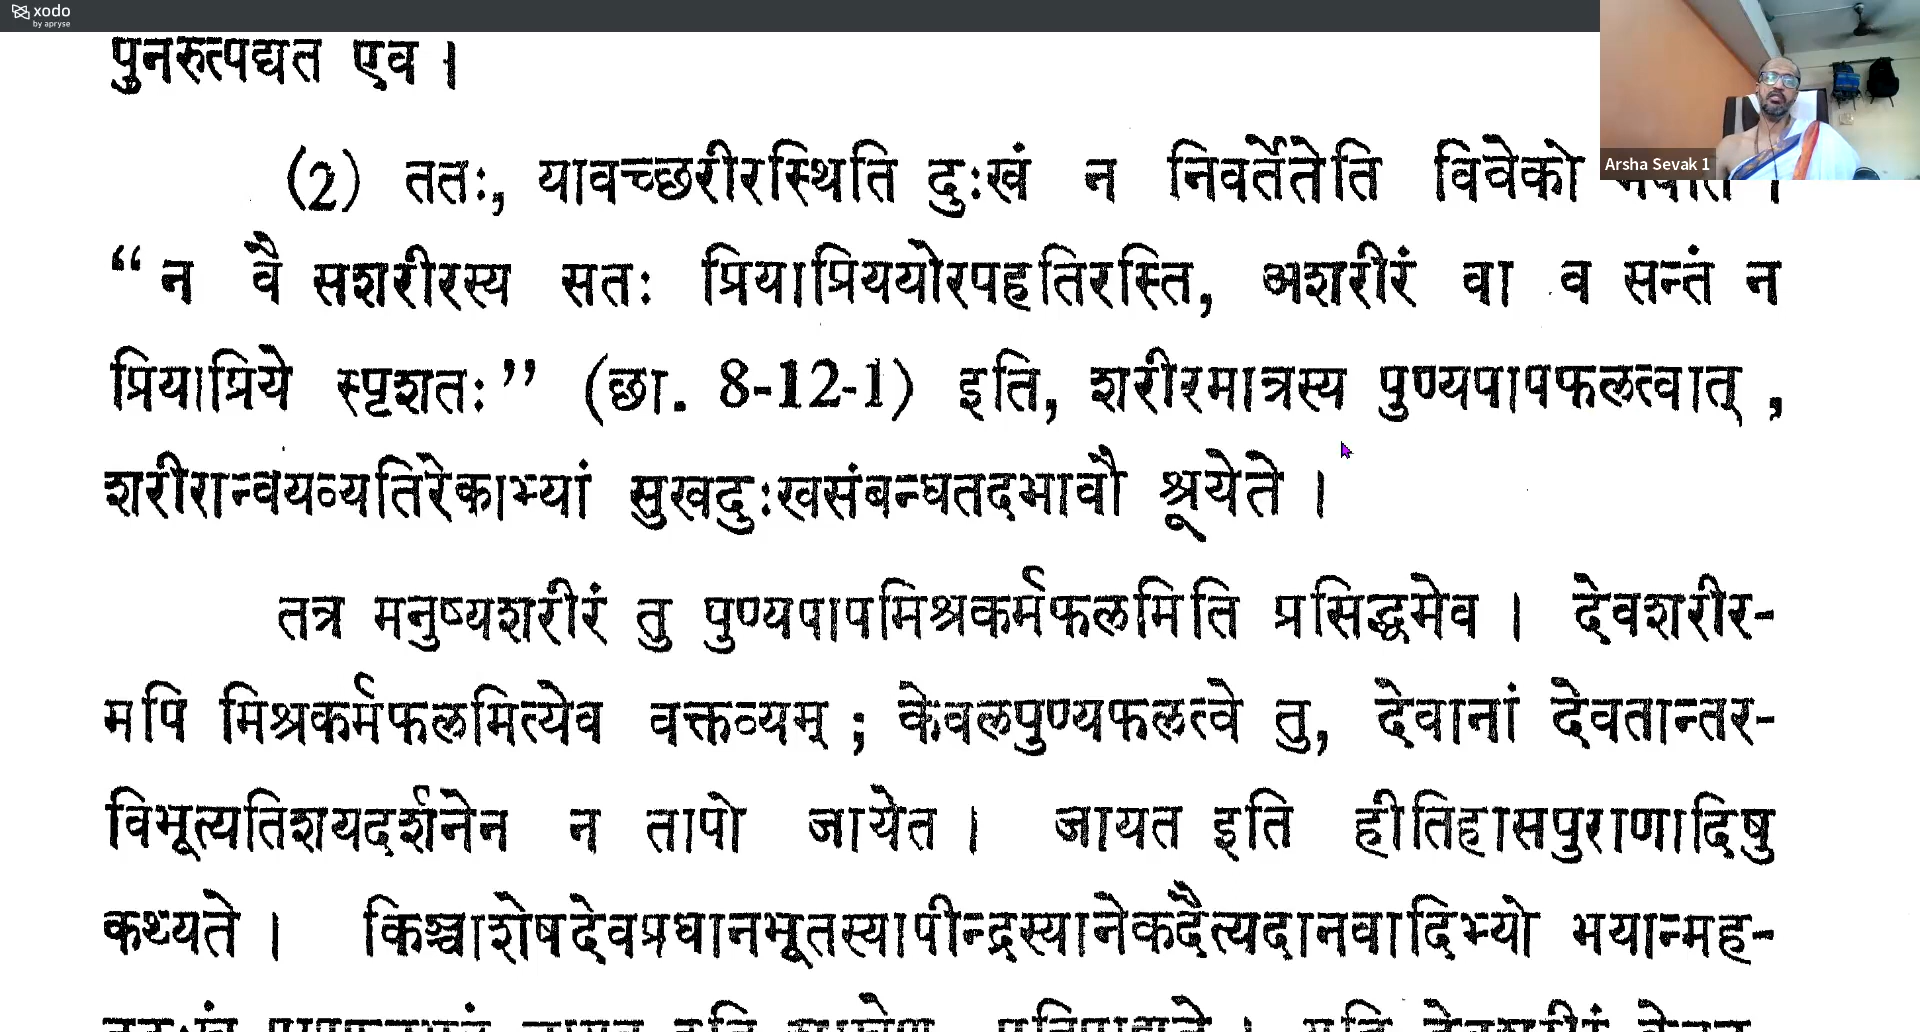 xodo
by apryse
पुनरुत्पद्यत एव ।
Arsha Sevak 1
(2) ततः, यावच्छरीरस्थिति दुःखं न निवर्तेतेति विवेको
“ न वै सशरीरस्य सतः प्रियाप्रिययोरपहतिरस्ति, अशरीरं वा व सन्तं न
प्रियाप्रिये स्पृशतः” (छा. 8-12-1) इति, शरीरमात्रस्य पुण्यपापफलत्वात् ,
शरीरान्वयव्यतिरेकाभ्यां सुखदुःखसंबन्धतदभावौ श्रूयेते ।
तत्र मनुष्यशरीरं तु पुण्यपापमिश्रकर्मफलमिति प्रसिद्धमेव । देवशरीर-
मपि मिश्रकर्मफलमित्येव वक्तव्यम् ; केवलपुण्यफलत्वे तु, देवानां देवतान्तर-
विभूत्यतिशयदर्शनेन न तापो जायेत । जायत इति हीतिहासपुराणादिषु
कथ्यते । किञ्चाशेषदेवप्रधानभूतस्यापीन्द्रस्यानेकदैत्यदानवादिभ्यो भयान्मह-